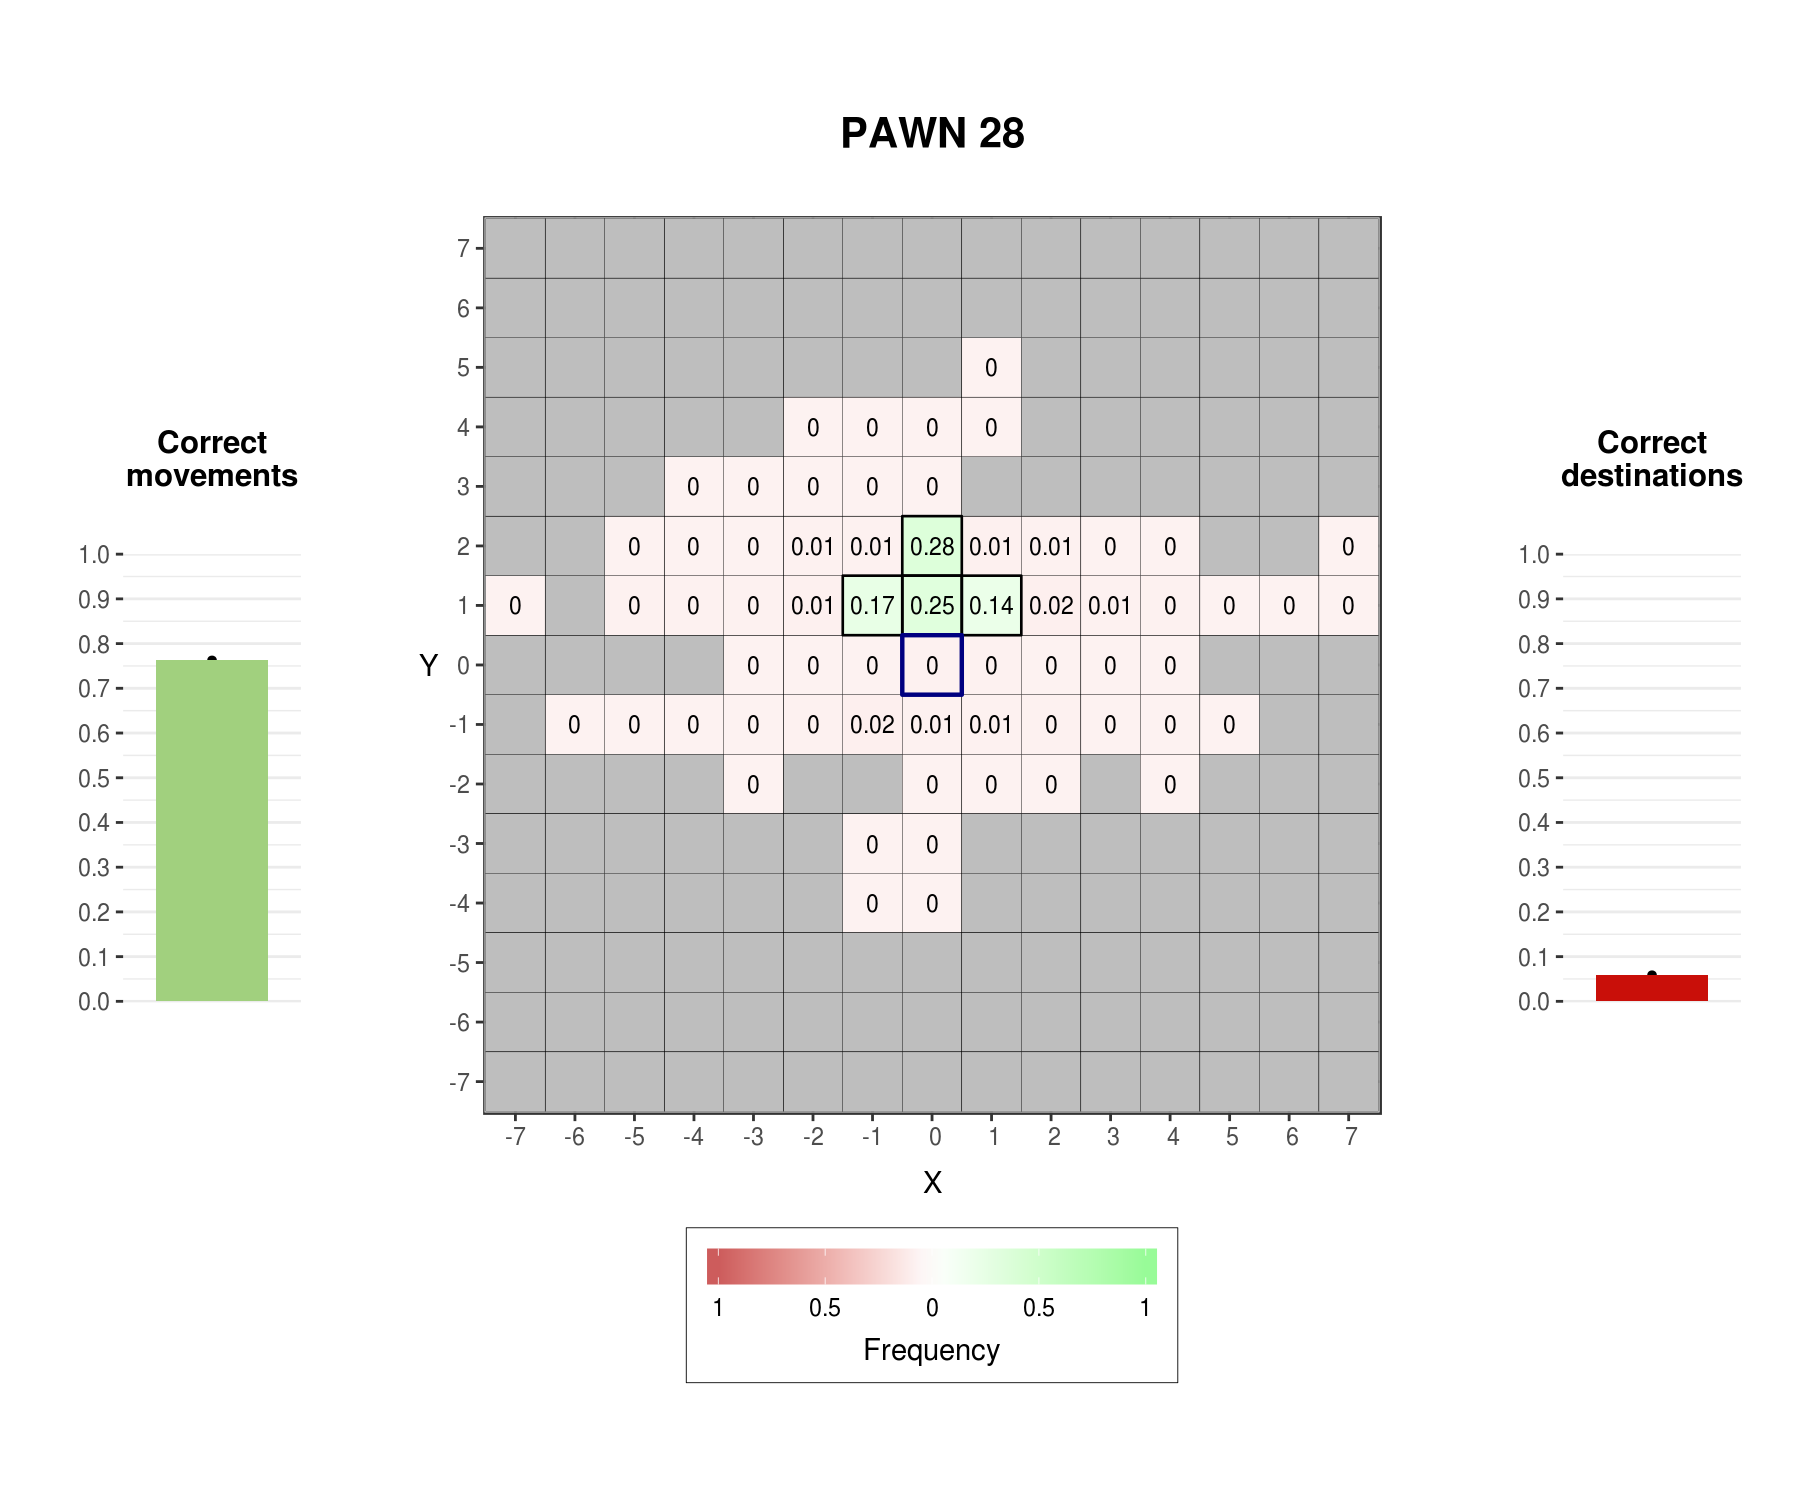 PAWN 28
Correct
movements
1.0
0.9
0.8
0.7
0.6
0.5
0.4
0.3
0.2
0.1
0.0
Y
7
6
5 0
4 0 0 0 0
3 0 0 0 0 0
2 0 0 0 0.01 0.01 0.28 0.01 0.01 0 0 0
1 0 0 0 0 0.01 0.17 0.25 0.14 0.02 0.01 0 0 0 0
0 0 0 0 0 0 0 0 0
-1 0 0 0 0 0 0.02 0.01 0.01 0 0 0 0
-2 0 0 0 0 0
-3 0 0
-4 0 0
-5
-6
-7
-7 -6 -5 -4 -3 -2 -1 0 1 2 3 4 5 6 7
X
1 0.5 0 0.5 1
Frequency
Correct
destinations
1.0
0.9
0.8
0.7
0.6
0.5
0.4
0.3
0.2
0.1
0.0